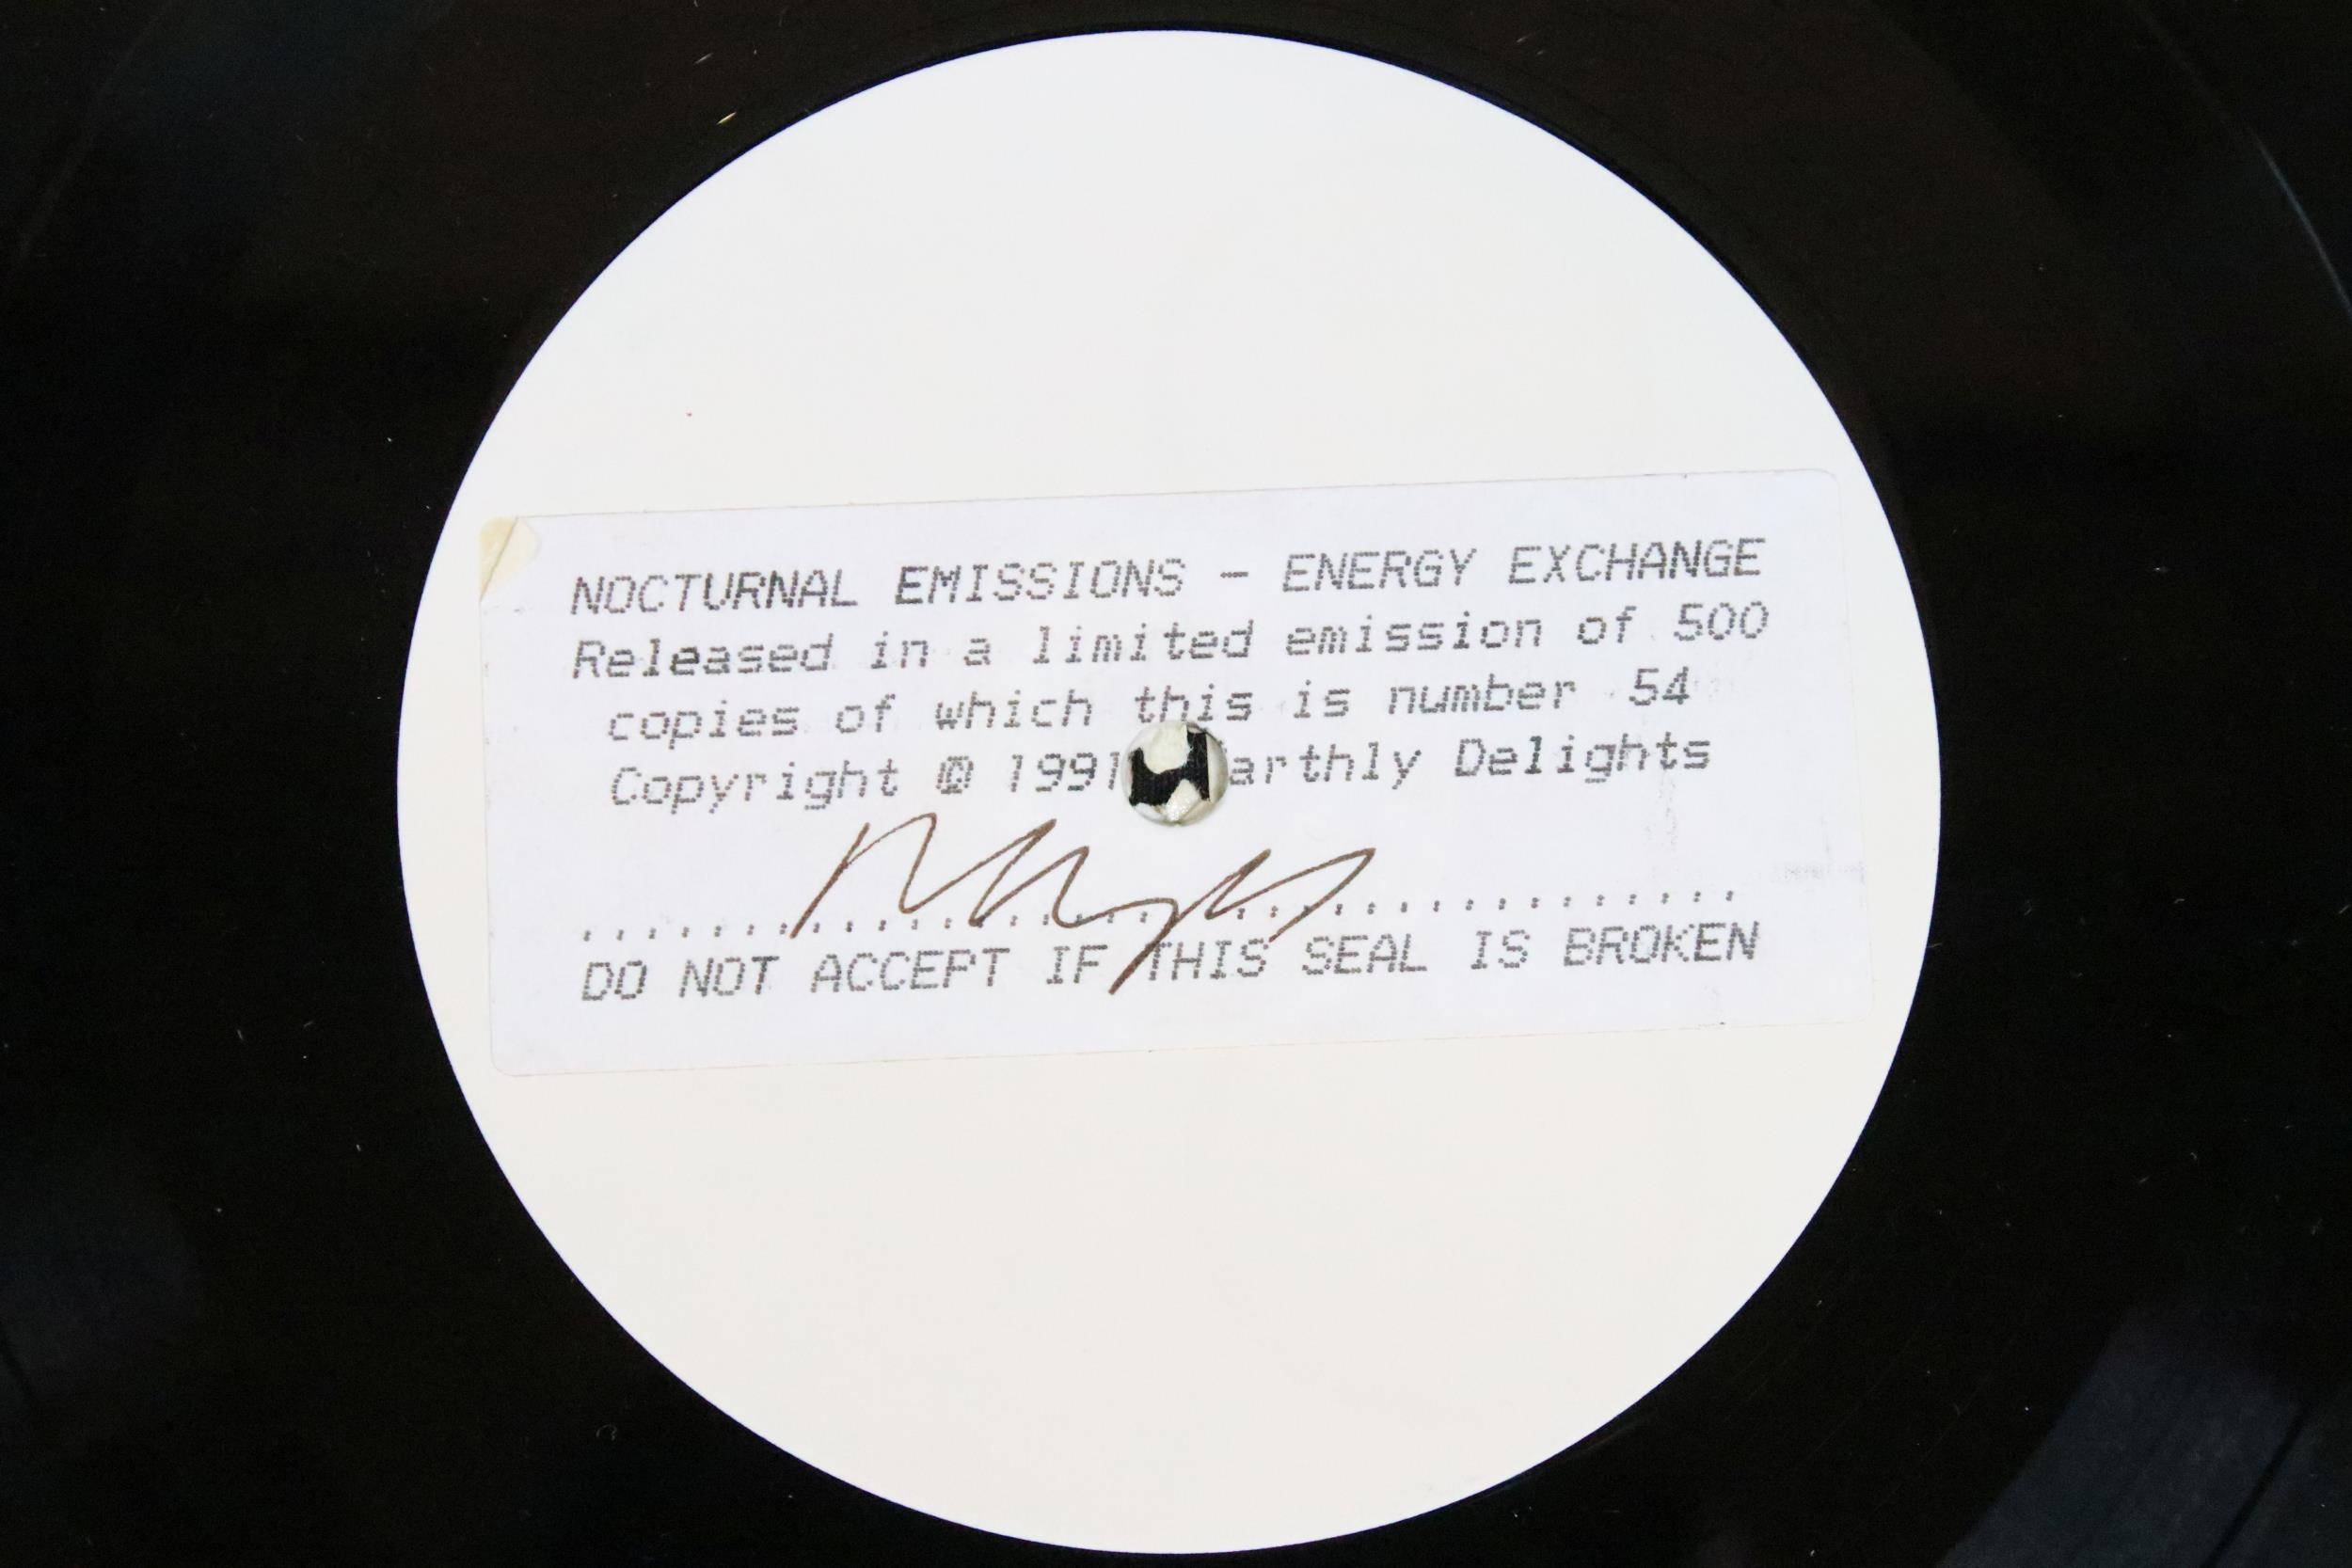 NOCTURNAL EMISSIONS - ENERGY EXCHANGE
Released in a limited emission of 500
copies of which this is number 54
Copyright @ 1991 arthly Delights
....................................
DO NOT ACCEPT IF THIS SEAL IS BROKEN